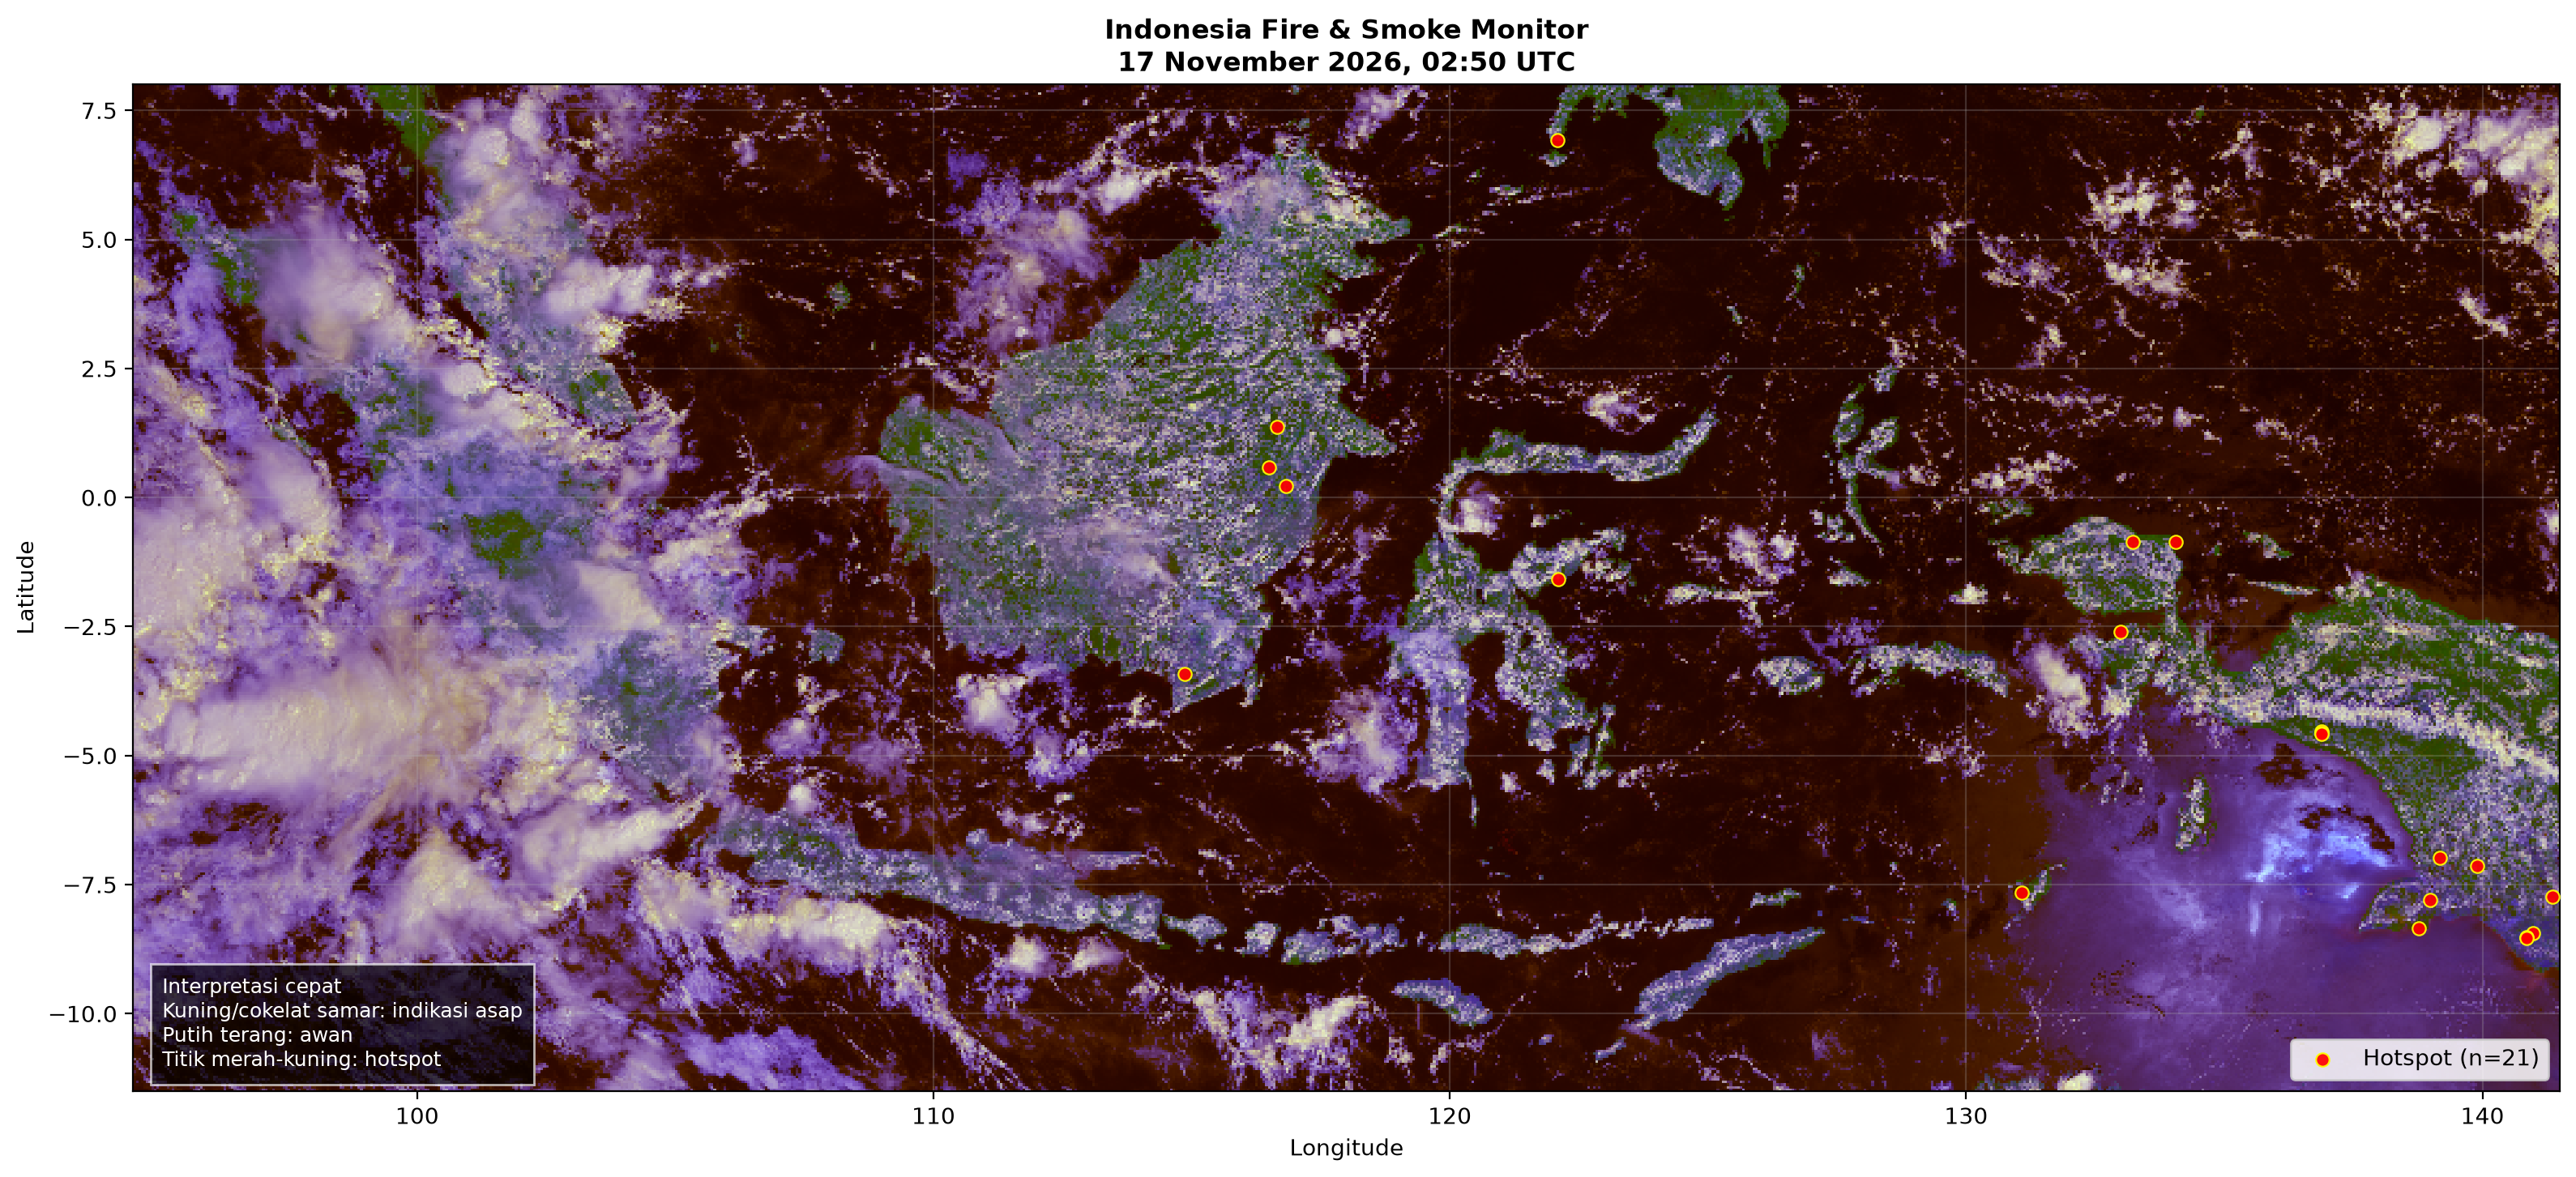 Indonesia Fire & Smoke Monitor
17 November 2026, 02:50 UTC
7.5
5.0
2.5
0.0
−2.5
−5.0
−7.5
−10.0
Latitude
Interpretasi cepat
Kuning/cokelat samar: indikasi asap
Putih terang: awan
Titik merah-kuning: hotspot
Hotspot (n=21)
100
110
120
130
140
Longitude